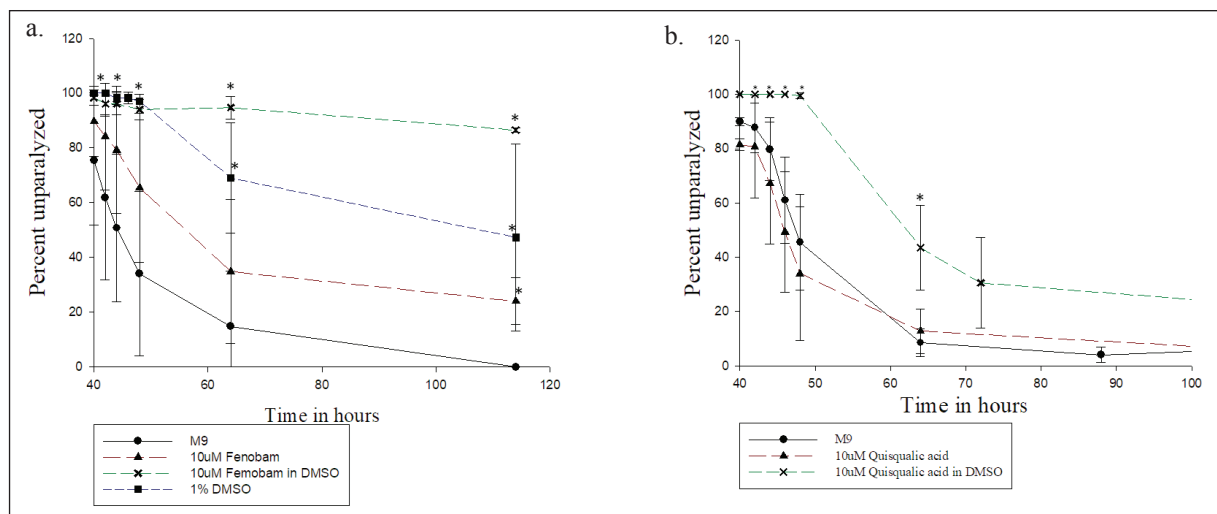 a.
120
100
80
60
40
20
0
Percent unparalyzed
* * * * *
*
*
*
40 60 80 100 120
Time in hours
M9
10uM Fenobam
10uM Femobam in DMSO
1% DMSO
b.
120
100
80
60
40
20
0
Percent unparalyzed
* * * *
*
40 50 60 70 80 90 100
Time in hours
M9
10uM Quisqualic acid
10uM Quisqualic acid in DMSO